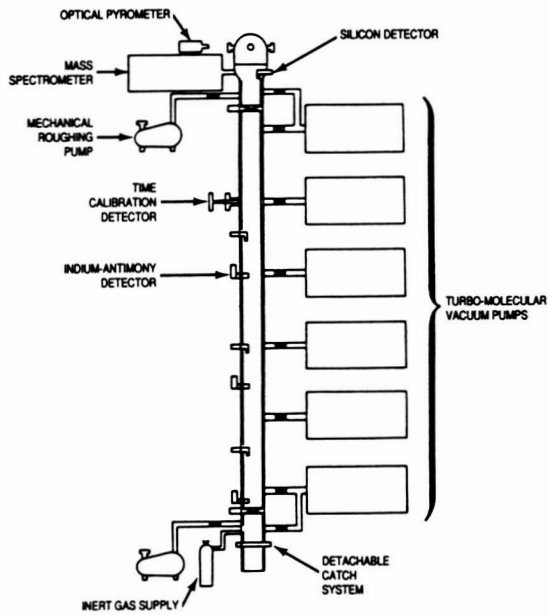 OPTICAL PYROMETER
SILICON DETECTOR
MASS
SPECTROMETER
MECHANICAL
ROUGHING
PUMP
TIME
CALIBRATION
DETECTOR
INDIUM-ANTIMONY
DETECTOR
TURBO-MOLECULAR
VACUUM PUMPS
DETACHABLE
CATCH
SYSTEM
INERT GAS SUPPLY